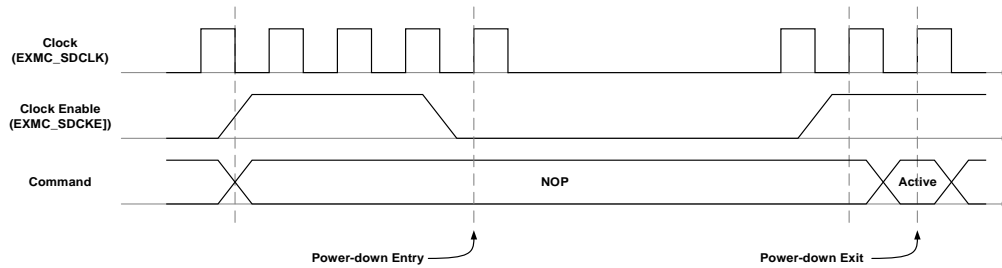 Clock
(EXMC_SDCLK)
Clock Enable
(EXMC_SDCKE])
Command
NOP
Active
Power-down Entry
Power-down Exit